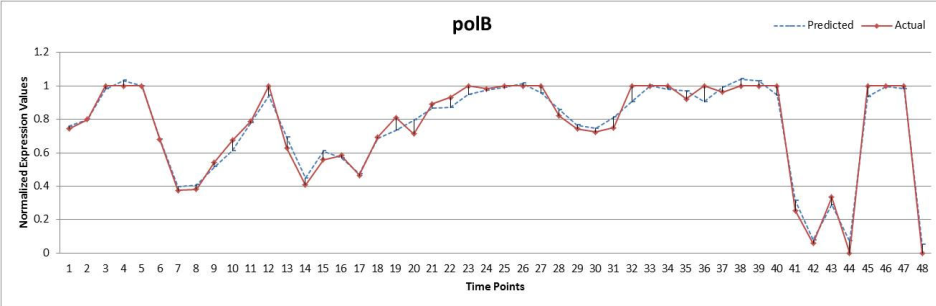 polB
Predicted Actual
Normalized Expression Values
1.2
1
0.8
0.6
0.4
0.2
0
1 2 3 4 5 6 7 8 9 10 11 12 13 14 15 16 17 18 19 20 21 22 23 24 25 26 27 28 29 30 31 32 33 34 35 36 37 38 39 40 41 42 43 44 45 46 47 48
Time Points